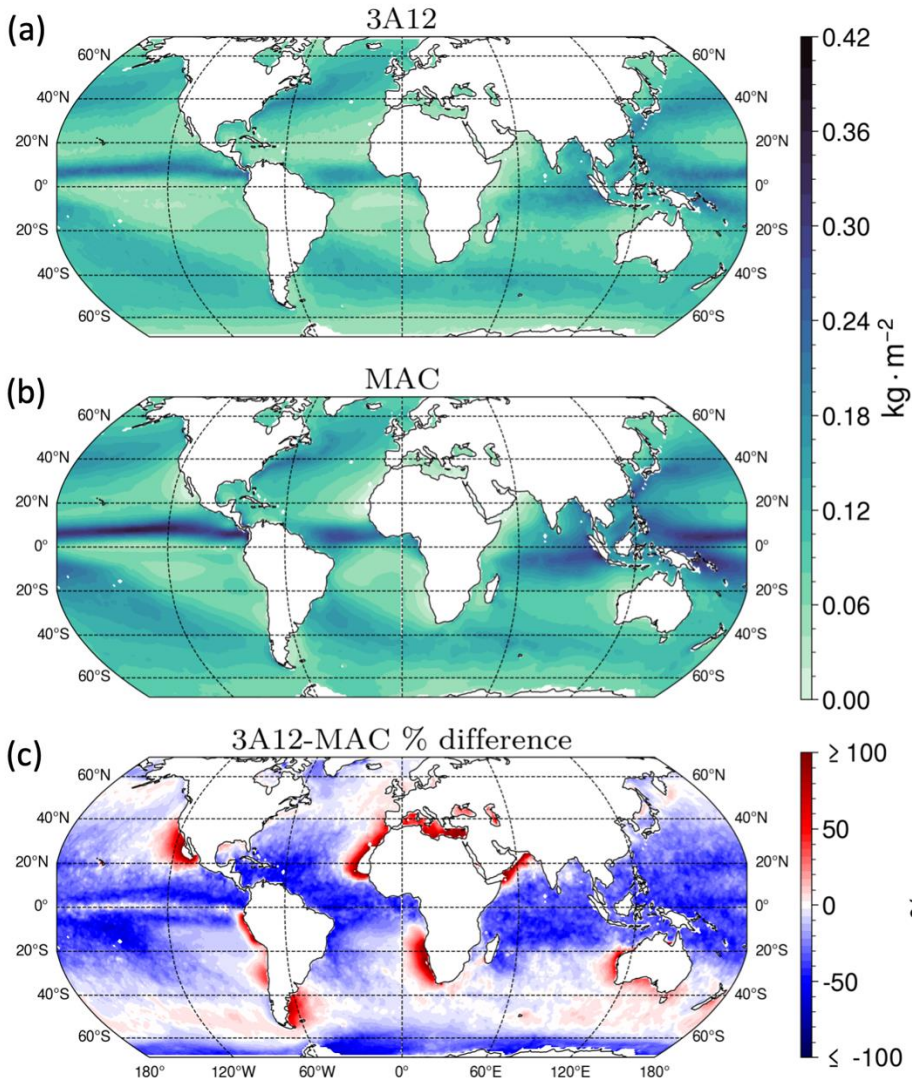 (a)
3A12
60°N
60°N
40°N
40°N
20°N
20°N
0°
0°
20°S
20°S
40°S
40°S
60°S
60°S
(b)
MAC
60°N
60°N
40°N
40°N
20°N
20°N
0°
0°
20°S
20°S
40°S
40°S
60°S
60°S
0.42
0.36
0.30
0.24
0.18
0.12
0.06
0.00
kg · m⁻²
(c)
3A12-MAC % difference
60°N
60°N
40°N
40°N
20°N
20°N
0°
0°
20°S
20°S
40°S
40°S
60°S
60°S
180°
120°W
60°W
0°
60°E
120°E
180°
≥ 100
50
0
-50
≤ -100